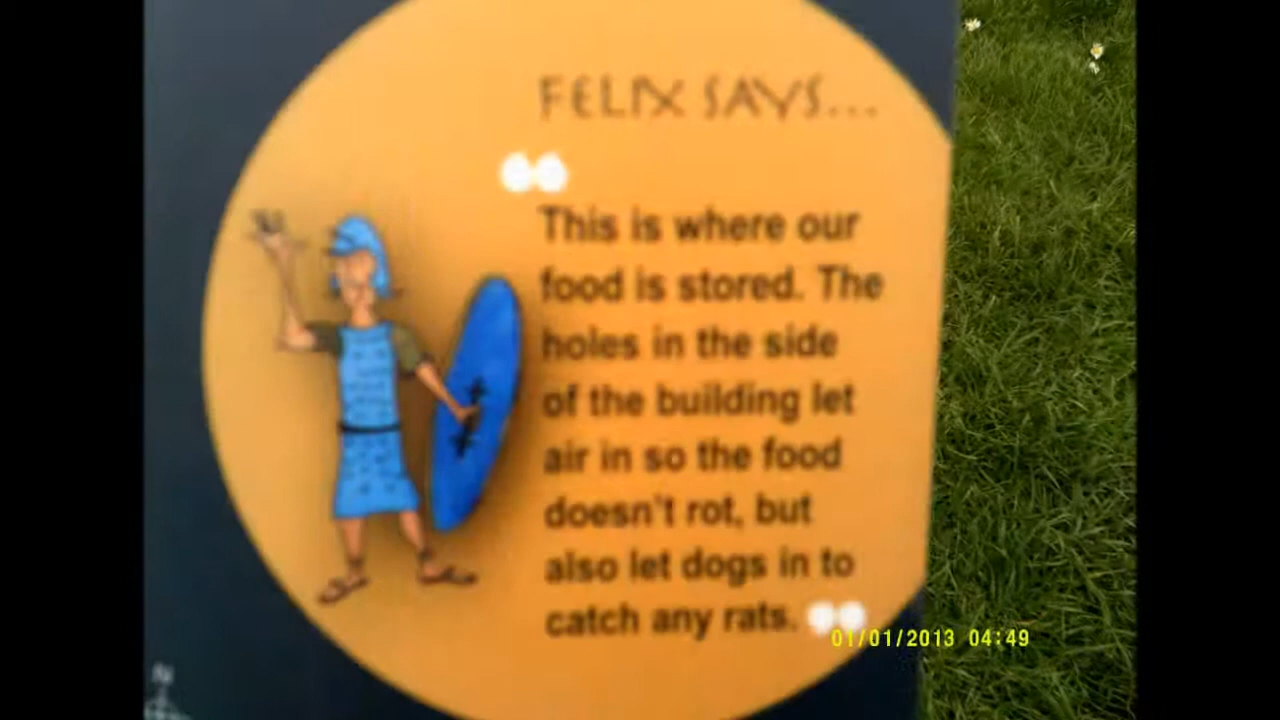 FELIX SAYS...
This is where our
food is stored. The
holes in the side
of the building let
air in so the food
doesn't rot, but
also let dogs in to
catch any rats.
01/01/2013 04:49
N